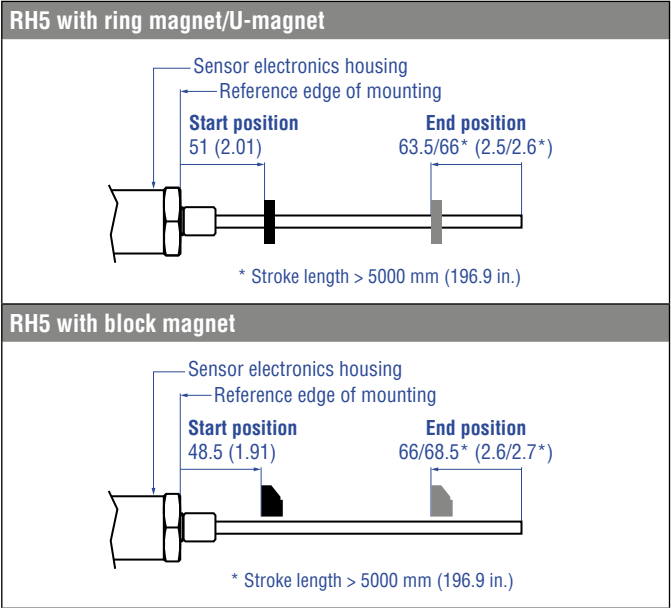 RH5 with ring magnet/U-magnet
Sensor electronics housing
Reference edge of mounting
Start position
51 (2.01)
End position
63.5/66* (2.5/2.6*)
* Stroke length > 5000 mm (196.9 in.)
RH5 with block magnet
Sensor electronics housing
Reference edge of mounting
Start position
48.5 (1.91)
End position
66/68.5* (2.6/2.7*)
* Stroke length > 5000 mm (196.9 in.)